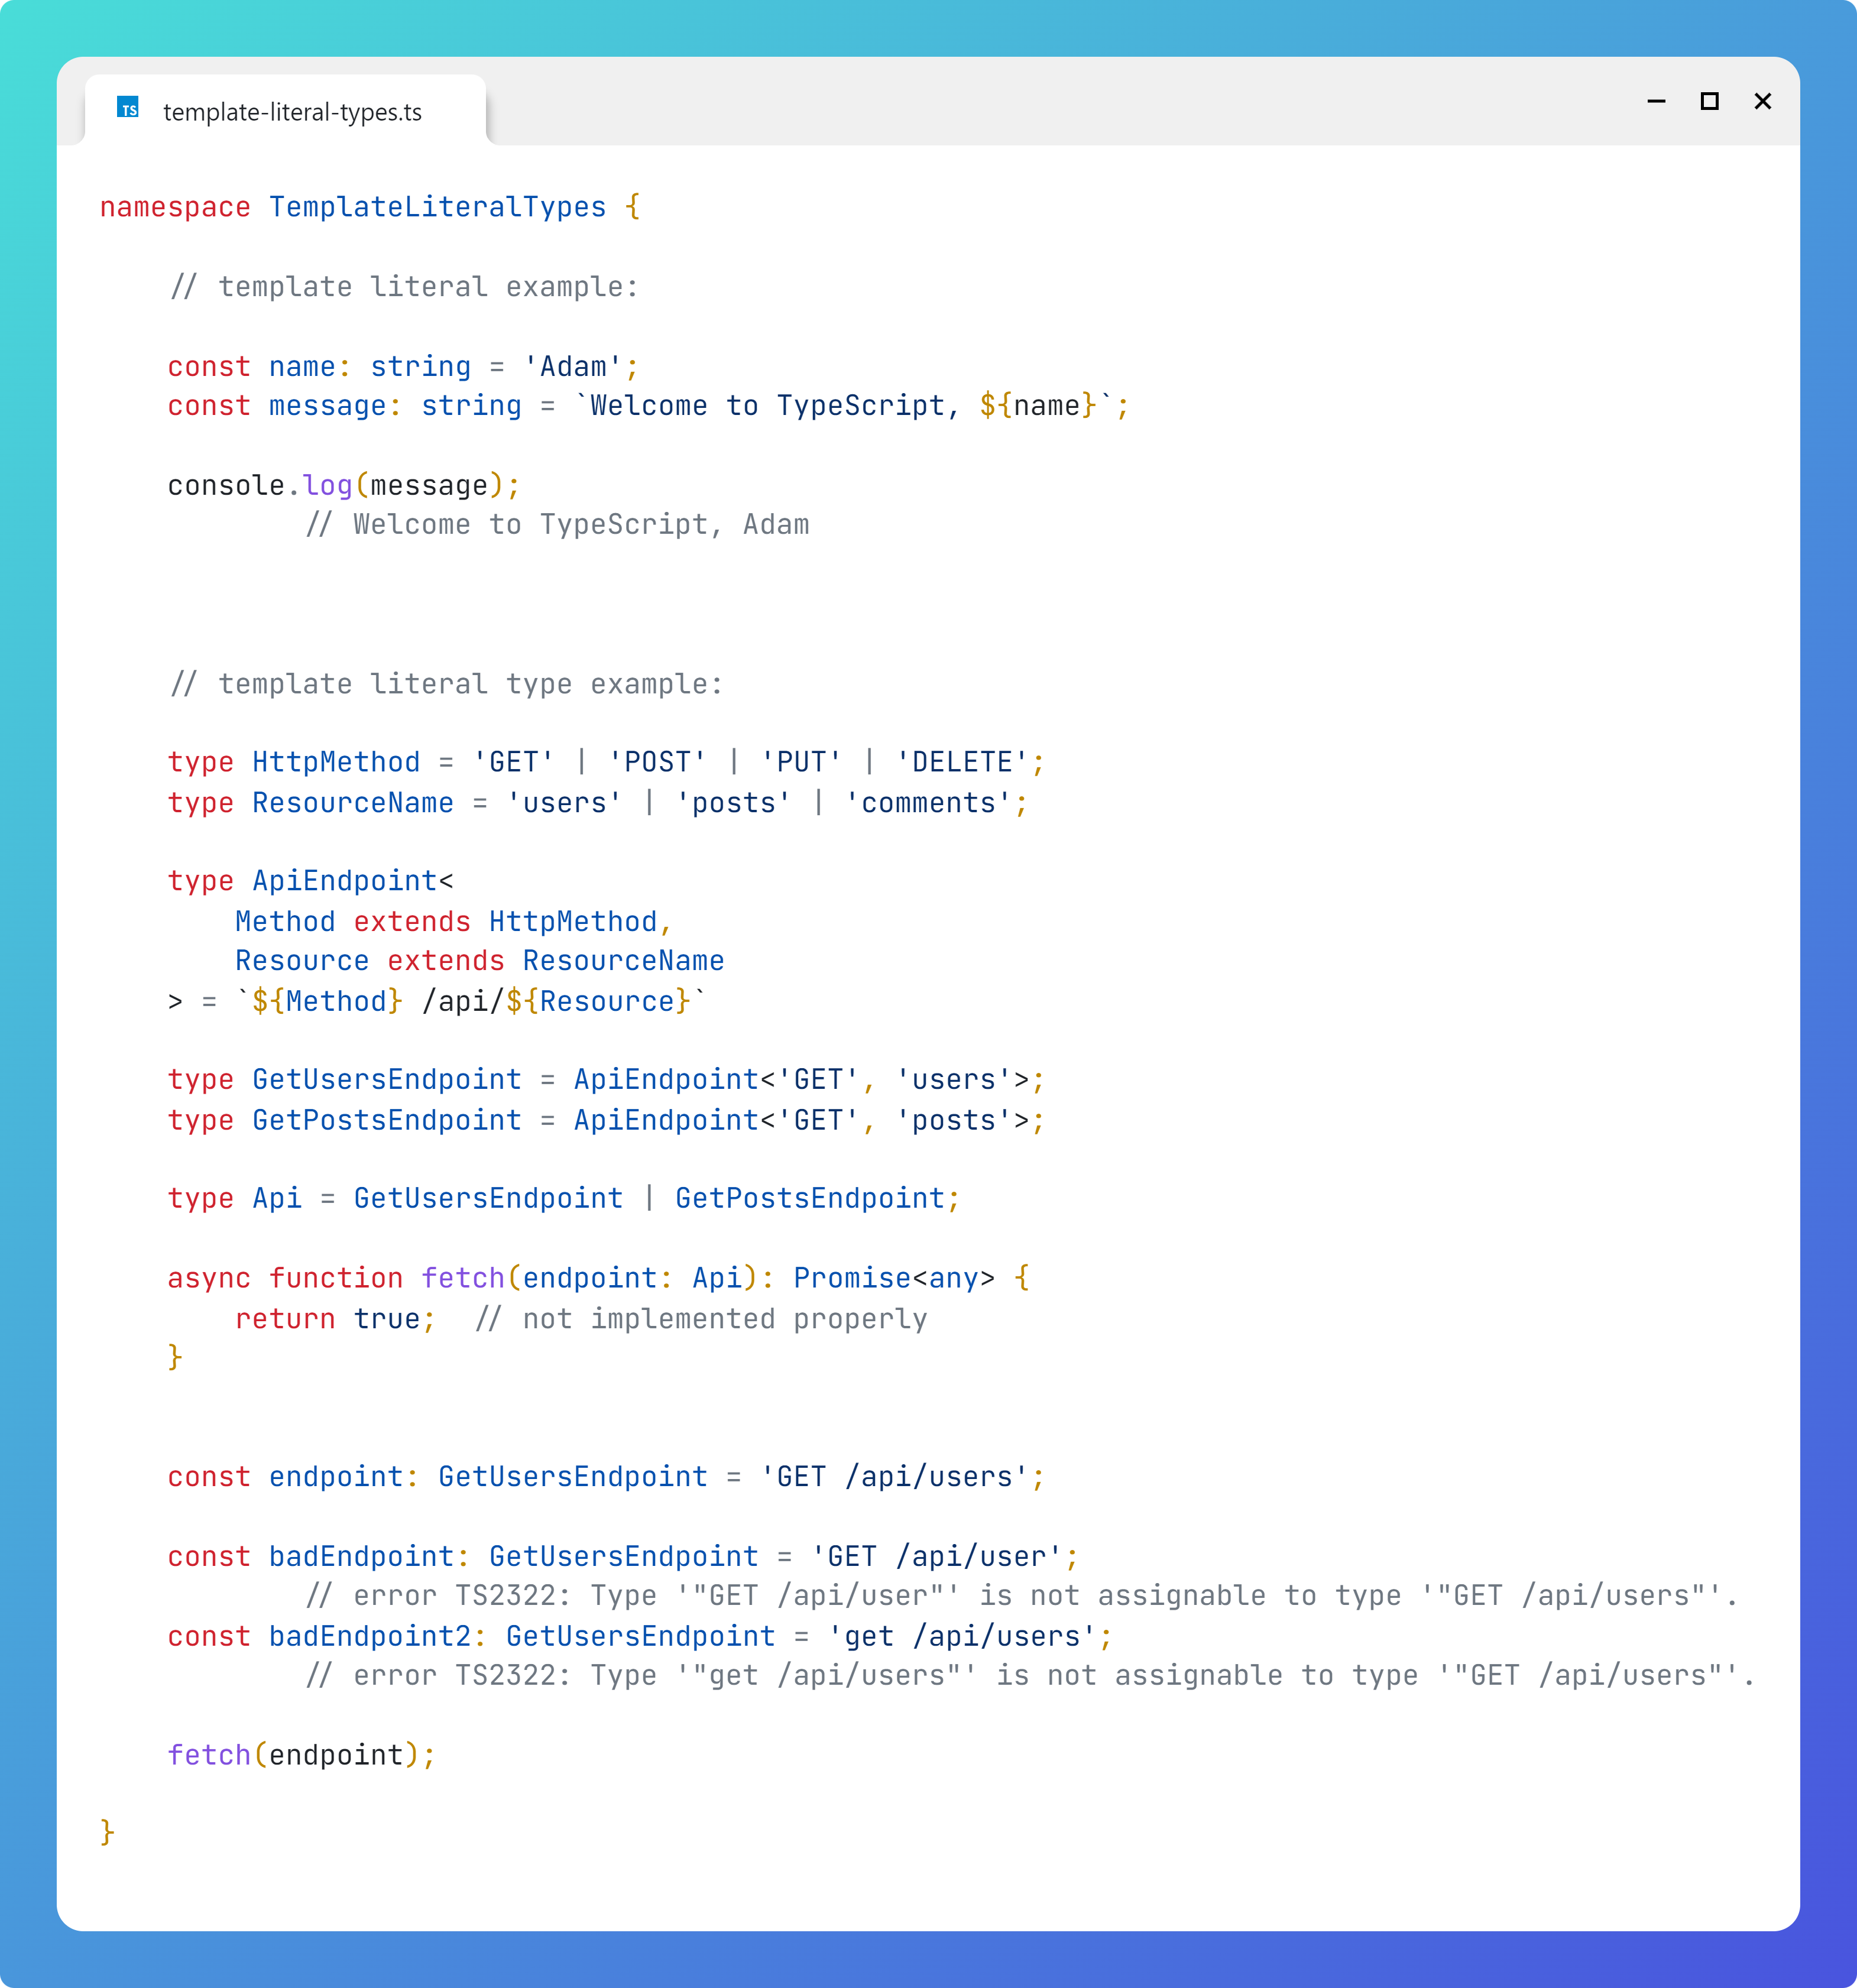 TS template-literal-types.ts
namespace TemplateLiteralTypes {
// template literal example:
const name: string = 'Adam';
const message: string = `Welcome to TypeScript, ${name}`;
console.log(message);
// Welcome to TypeScript, Adam
// template literal type example:
type HttpMethod = 'GET' | 'POST' | 'PUT' | 'DELETE';
type ResourceName = 'users' | 'posts' | 'comments';
type ApiEndpoint<
Method extends HttpMethod,
Resource extends ResourceName
> = `${Method} /api/${Resource}`
type GetUsersEndpoint = ApiEndpoint<'GET', 'users'>;
type GetPostsEndpoint = ApiEndpoint<'GET', 'posts'>;
type Api = GetUsersEndpoint | GetPostsEndpoint;
async function fetch(endpoint: Api): Promise<any> {
return true; // not implemented properly
}
const endpoint: GetUsersEndpoint = 'GET /api/users';
const badEndpoint: GetUsersEndpoint = 'GET /api/user';
// error TS2322: Type '"GET /api/user"' is not assignable to type '"GET /api/users"'.
const badEndpoint2: GetUsersEndpoint = 'get /api/users';
// error TS2322: Type '"get /api/users"' is not assignable to type '"GET /api/users"'.
fetch(endpoint);
}